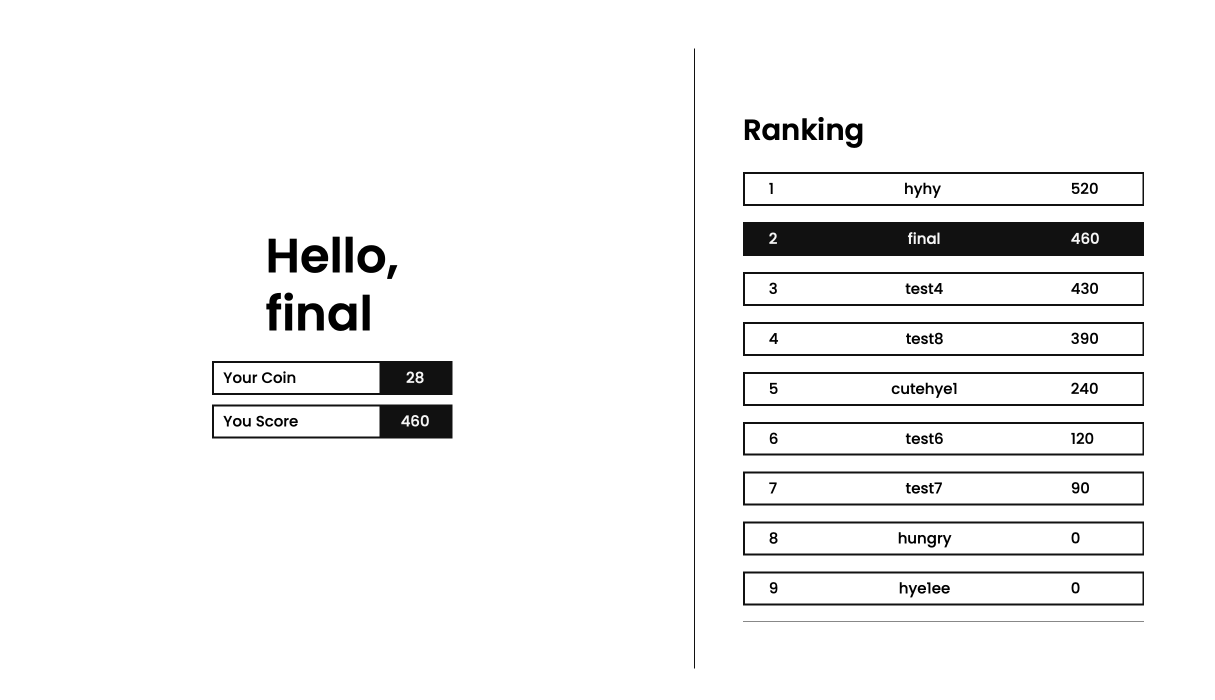 Hello,
final
Your Coin 28
You Score 460
Ranking
1 hyhy 520
2 final 460
3 test4 430
4 test8 390
5 cutehye1 240
6 test6 120
7 test7 90
8 hungry 0
9 hye1ee 0